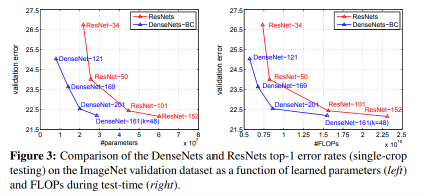 27.5
26.5
25.5
24.5
23.5
22.5
21.5
validation error
ResNet−34
ResNets
DenseNets−BC
DenseNet−121
ResNet−50
DenseNet−169
DenseNet−201
ResNet−101
ResNet−152
DenseNet−161(k=48)
0 1 2 3 4 5 6 7 8
#parameters
x 10^7
27.5
26.5
25.5
24.5
23.5
22.5
21.5
validation error
ResNet−34
ResNets
DenseNets−BC
DenseNet−121
ResNet−50
DenseNet−169
DenseNet−201
ResNet−101
ResNet−152
DenseNet−161(k=48)
0.5 0.75 1 1.25 1.5 1.75 2 2.25 2.5
#FLOPs
x 10^10
Figure 3: Comparison of the DenseNets and ResNets top-1 error rates (single-crop
testing) on the ImageNet validation dataset as a function of learned parameters (left)
and FLOPs during test-time (right).